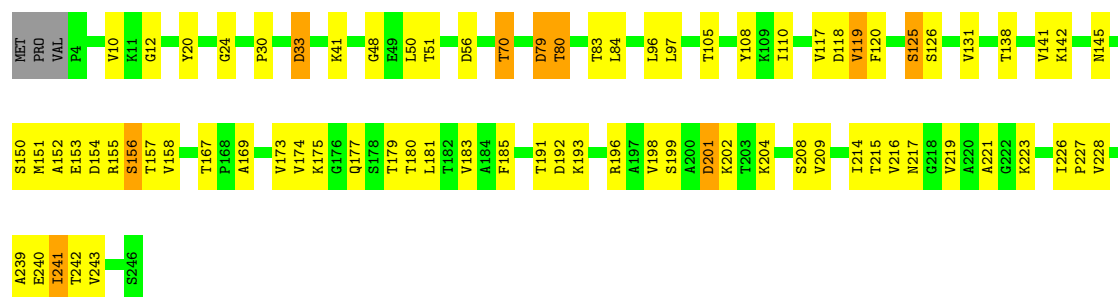 MET PRO VAL P4 V10 K11 G12 Y20 G24 P30 D33 K41 G48 E49 L50 T51 D56 T70 D79 T80 T83 L84 L96 L97 T105 Y108 K109 I110 V117 D118 V119 F120 S125 S126 V131 T138 V141 K142 N145
S150 M151 A152 E153 D154 R155 S156 T157 V158 T167 P168 A169 V173 V174 K175 G176 Q177 S178 T179 T180 L181 T182 V183 A184 F185 T191 D192 K193 R196 A197 V198 S199 A200 D201 K202 T203 K204 S208 V209 I214 T215 V216 N217 G218 V219 A220 A221 G222 K223 I226 P227 V228
A239 E240 I241 T242 V243 S246